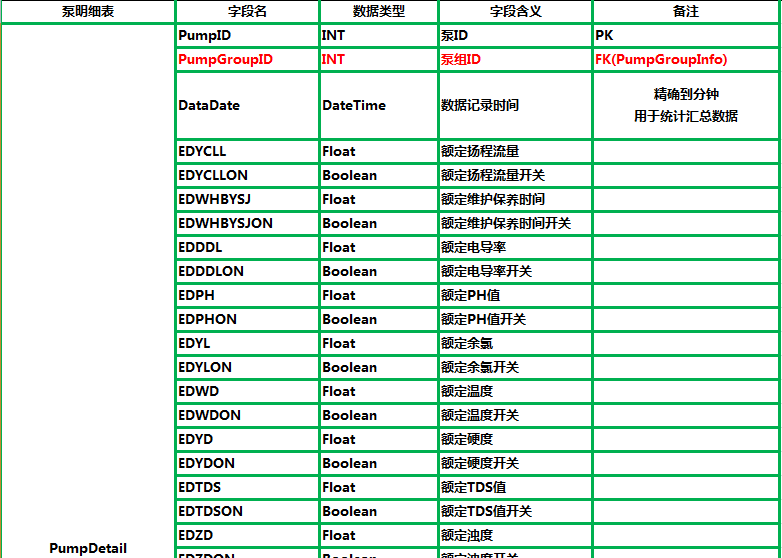 泵明细表 字段名 数据类型 字段含义 备注
PumpID INT 泵ID PK
PumpGroupID INT 泵组ID FK(PumpGroupInfo)
DataDate DateTime 数据记录时间 精确到分钟
用于统计汇总数据
EDYCLL Float 额定扬程流量
EDYCLLON Boolean 额定扬程流量开关
EDWHBYSJ Float 额定维护保养时间
EDWHBYSJON Boolean 额定维护保养时间开关
EDDDL Float 额定电导率
EDDDLON Boolean 额定电导率开关
EDPH Float 额定PH值
EDPHON Boolean 额定PH值开关
EDYL Float 额定余氯
EDYLON Boolean 额定余氯开关
EDWD Float 额定温度
EDWDON Boolean 额定温度开关
EDYD Float 额定硬度
EDYDON Boolean 额定硬度开关
EDTDS Float 额定TDS值
EDTDSON Boolean 额定TDS值开关
EDZD Float 额定浊度
PumpDetail
EDZDON Boolean 额定浊度开关